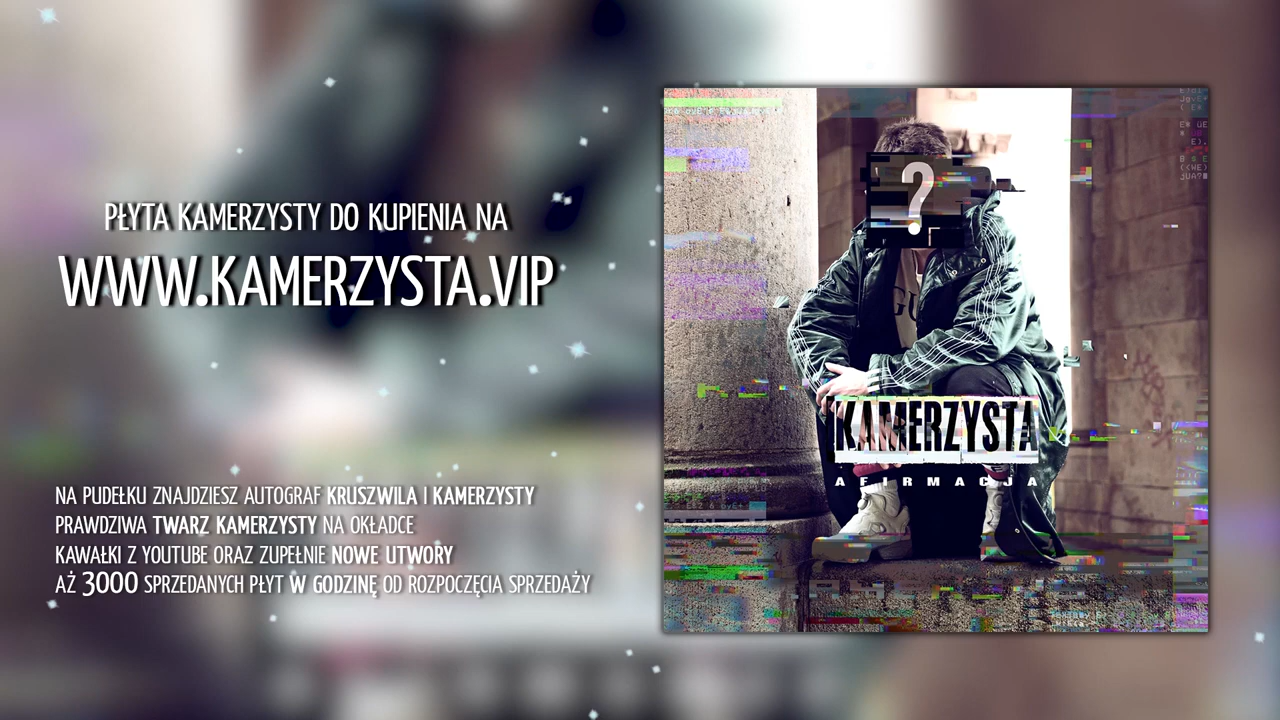 PŁYTA KAMERZYSTY DO KUPIENIA NA
WWW.KAMERZYSTA.VIP
NA PUDEŁKU ZNAJDZIESZ AUTOGRAF KRUSZWILA I KAMERZYSTY
PRAWDZIWA TWARZ KAMERZYSTY NA OKŁADCE
KAWAŁKI Z YOUTUBE ORAZ ZUPEŁNIE NOWE UTWORY
AŻ 3000 SPRZEDANYCH PŁYT W GODZINĘ OD ROZPOCZĘCIA SPRZEDAŻY
?
KAMERZYSTA
AFIRMACJA